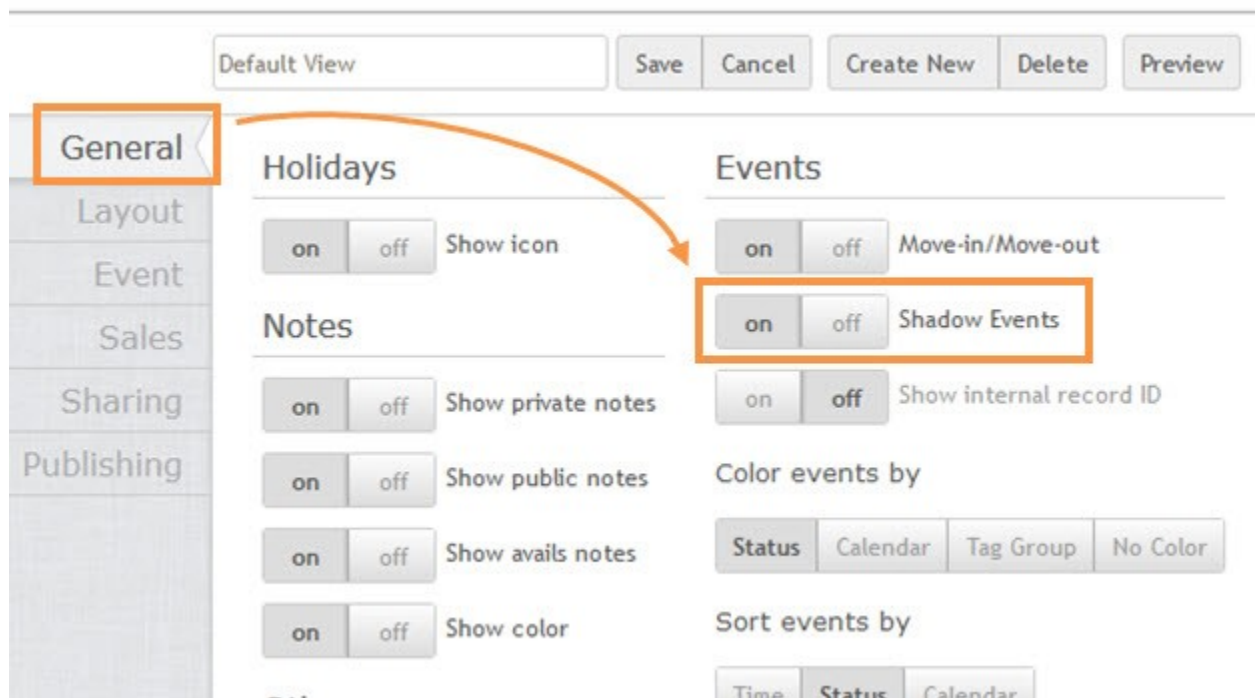 Default View Save Cancel Create New Delete Preview
General
Layout
Event
Sales
Sharing
Publishing
Holidays
on off Show icon
Notes
on off Show private notes
on off Show public notes
on off Show avails notes
on off Show color
Events
on off Move-in/Move-out
on off Shadow Events
on off Show internal record ID
Color events by
Status Calendar Tag Group No Color
Sort events by
Time Status Calendar